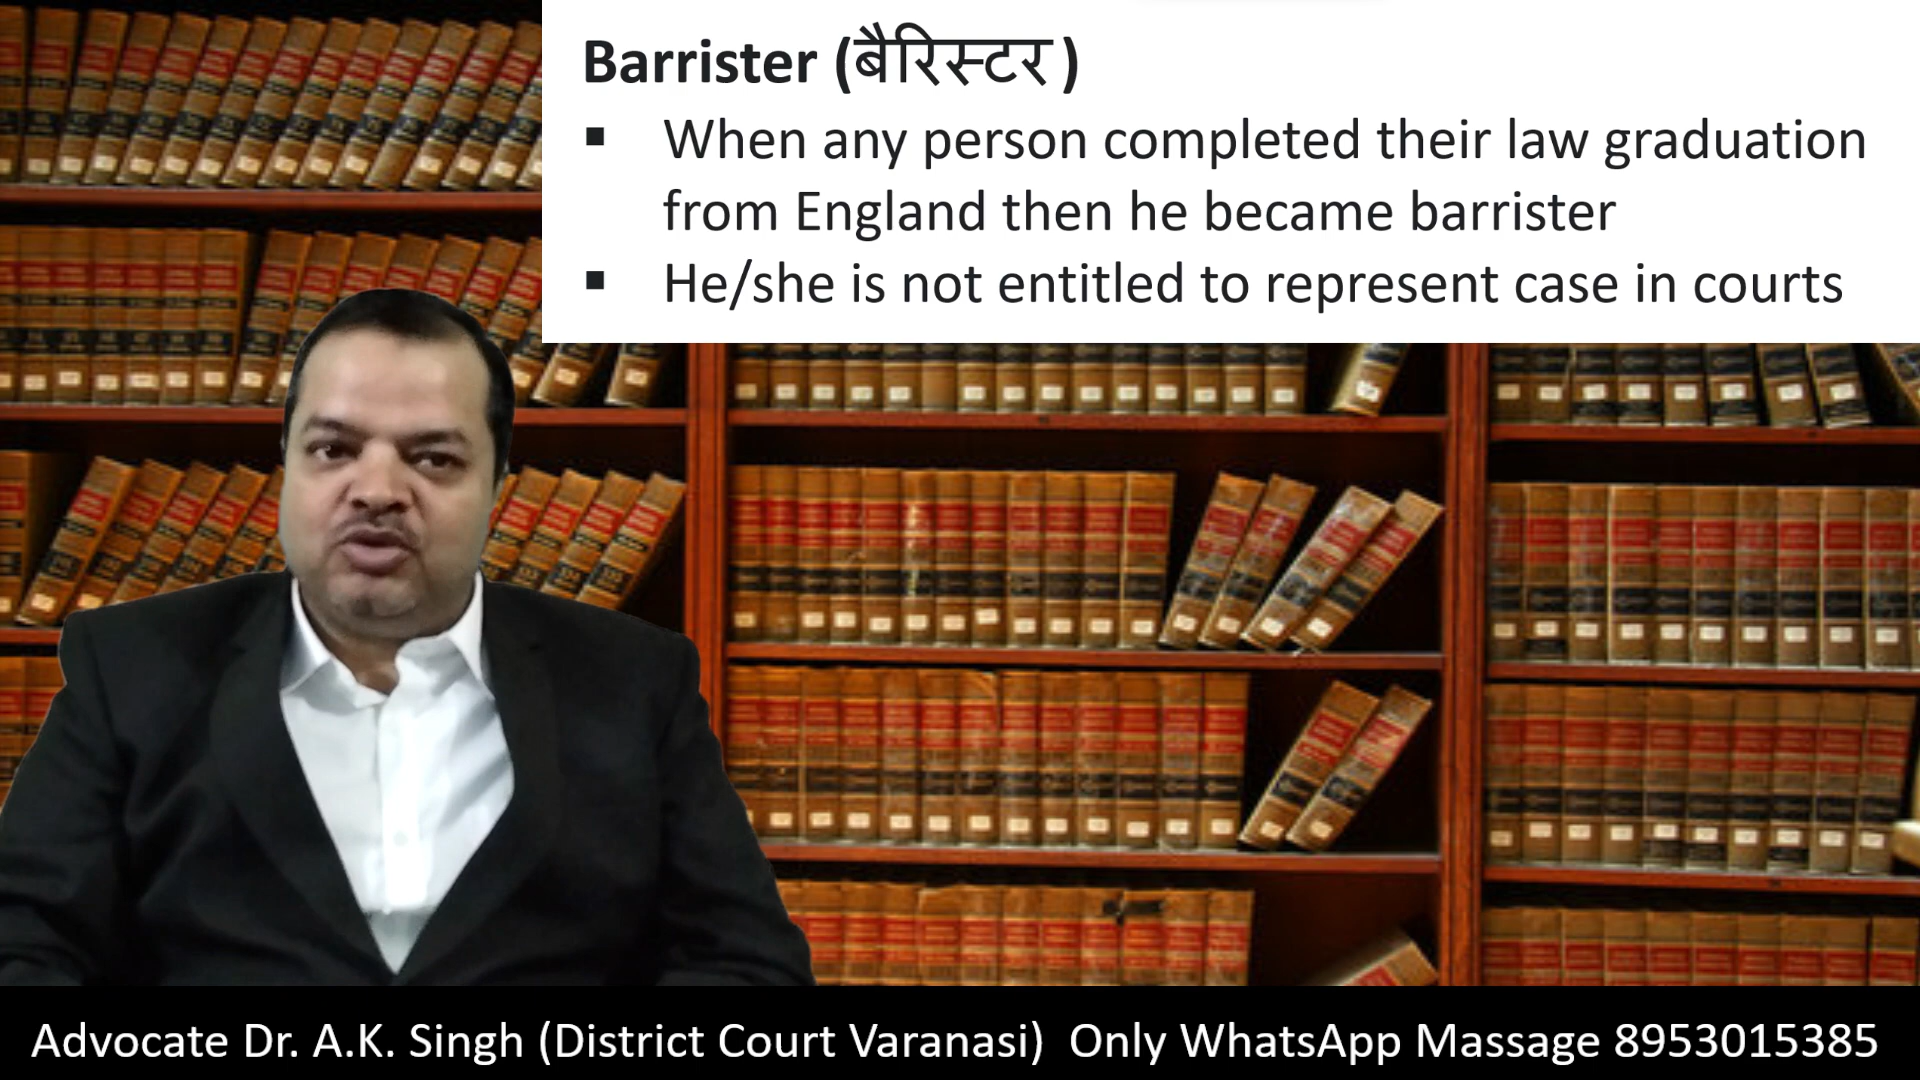 Barrister (बैरिस्टर )
▪ When any person completed their law graduation
from England then he became barrister
▪ He/she is not entitled to represent case in courts
Advocate Dr. A.K. Singh (District Court Varanasi) Only WhatsApp Massage 8953015385